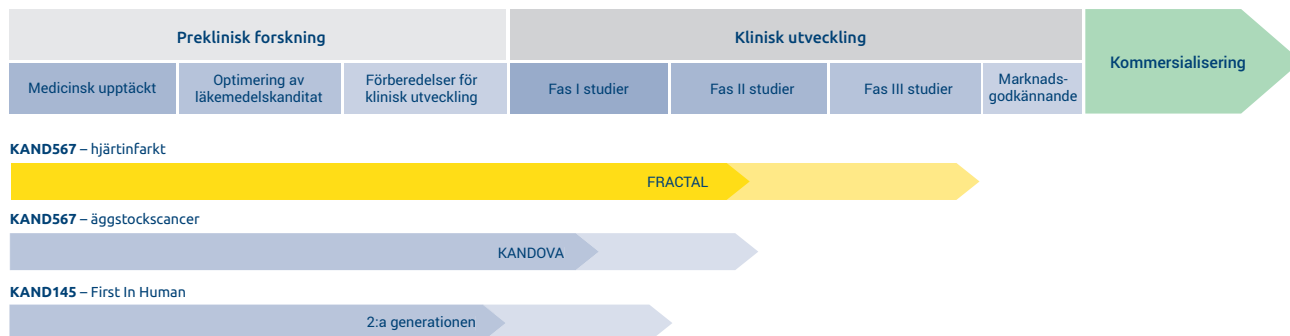 Preklinisk forskning
Klinisk utveckling
Kommersialisering
Medicinsk upptäckt
Optimering av
läkemedelskanditat
Förberedelser för
klinisk utveckling
Fas I studier
Fas II studier
Fas III studier
Marknads-
godkännande
KAND567 – hjärtinfarkt
FRACTAL
KAND567 – äggstockscancer
KANDOVA
KAND145 – First In Human
2:a generationen